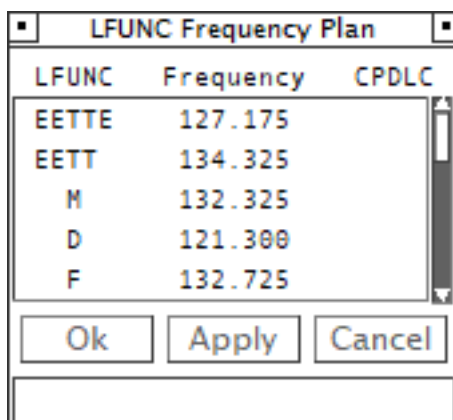 LFUNC Frequency Plan
LFUNC Frequency CPDLC
EETTE 127.175
EETT 134.325
M 132.325
D 121.300
F 132.725
Ok Apply Cancel